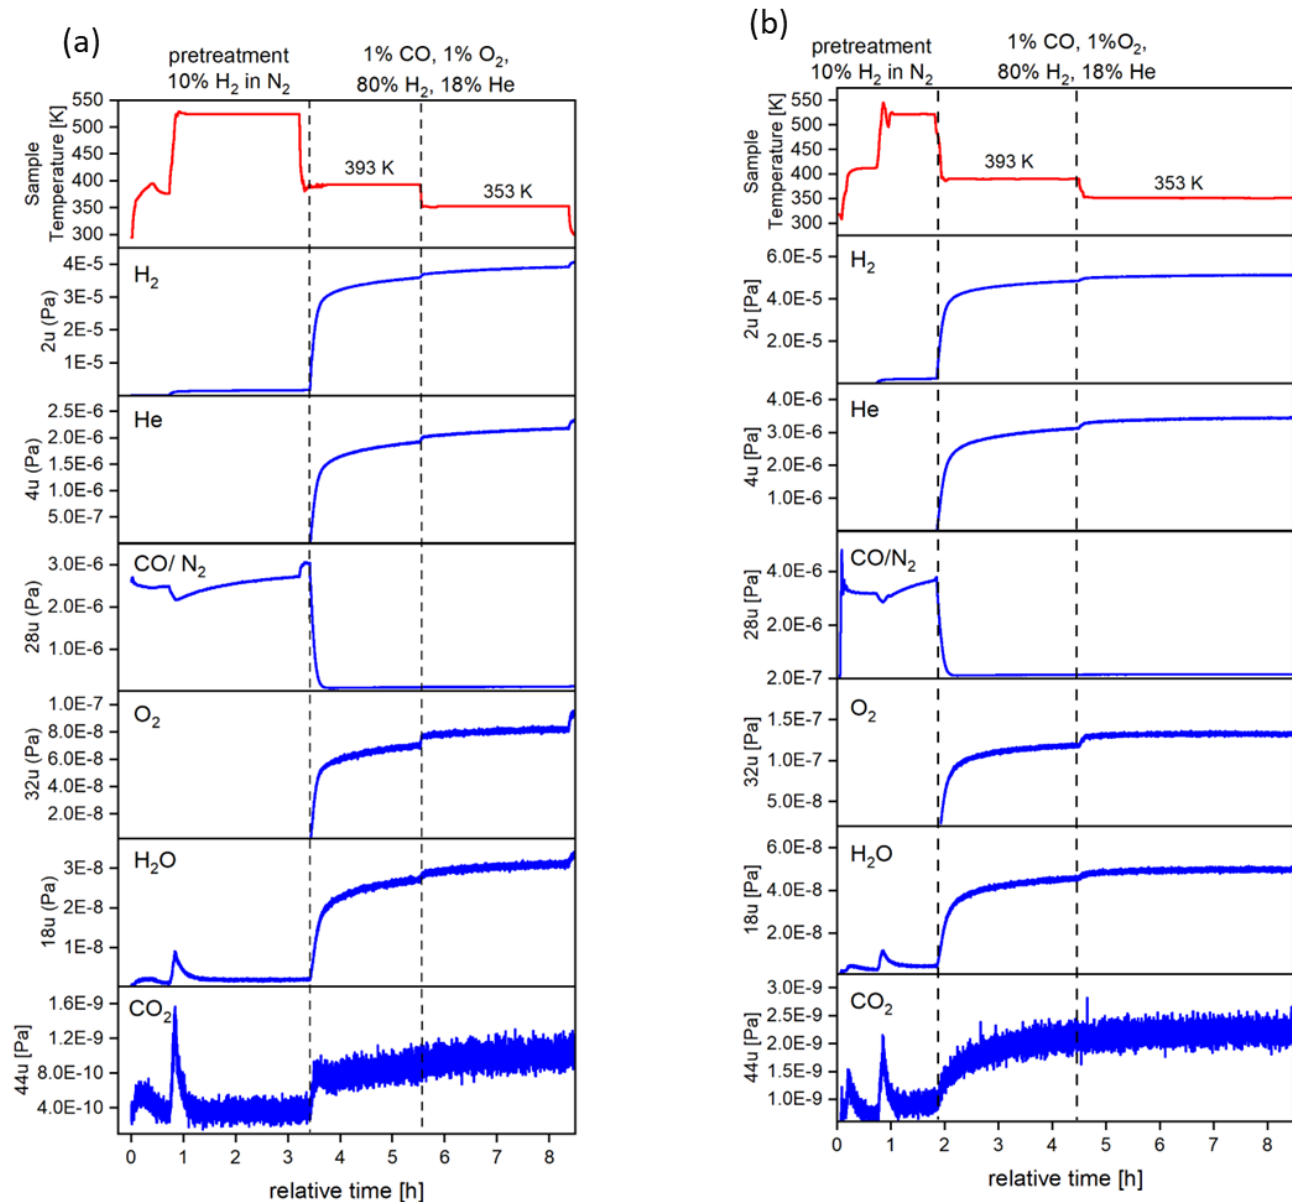 (a)
pretreatment
10% H₂ in N₂
1% CO, 1% O₂,
80% H₂, 18% He
Sample
Temperature [K]
550
500
450
400
350
300
393 K
353 K
H₂
2u (Pa)
4E-5
3E-5
2E-5
1E-5
He
4u (Pa)
2.5E-6
2.0E-6
1.5E-6
1.0E-6
5.0E-7
CO/ N₂
28u (Pa)
3.0E-6
2.0E-6
1.0E-6
O₂
32u (Pa)
1.0E-7
8.0E-8
6.0E-8
4.0E-8
2.0E-8
H₂O
18u (Pa)
3E-8
2E-8
1E-8
CO₂
44u [Pa]
1.6E-9
1.2E-9
8.0E-10
4.0E-10
0 1 2 3 4 5 6 7 8
relative time [h]
(b)
pretreatment
10% H₂ in N₂
1% CO, 1%O₂,
80% H₂, 18% He
Sample
Temperature [K]
550
500
450
400
350
300
393 K
353 K
H₂
2u [Pa]
6.0E-5
4.0E-5
2.0E-5
He
4u [Pa]
4.0E-6
3.0E-6
2.0E-6
1.0E-6
CO/N₂
28u [Pa]
4.0E-6
2.0E-6
2.0E-7
O₂
32u [Pa]
1.5E-7
1.0E-7
5.0E-8
H₂O
18u [Pa]
6.0E-8
4.0E-8
2.0E-8
CO₂
44u [Pa]
3.0E-9
2.5E-9
2.0E-9
1.5E-9
1.0E-9
0 1 2 3 4 5 6 7 8
relative time [h]